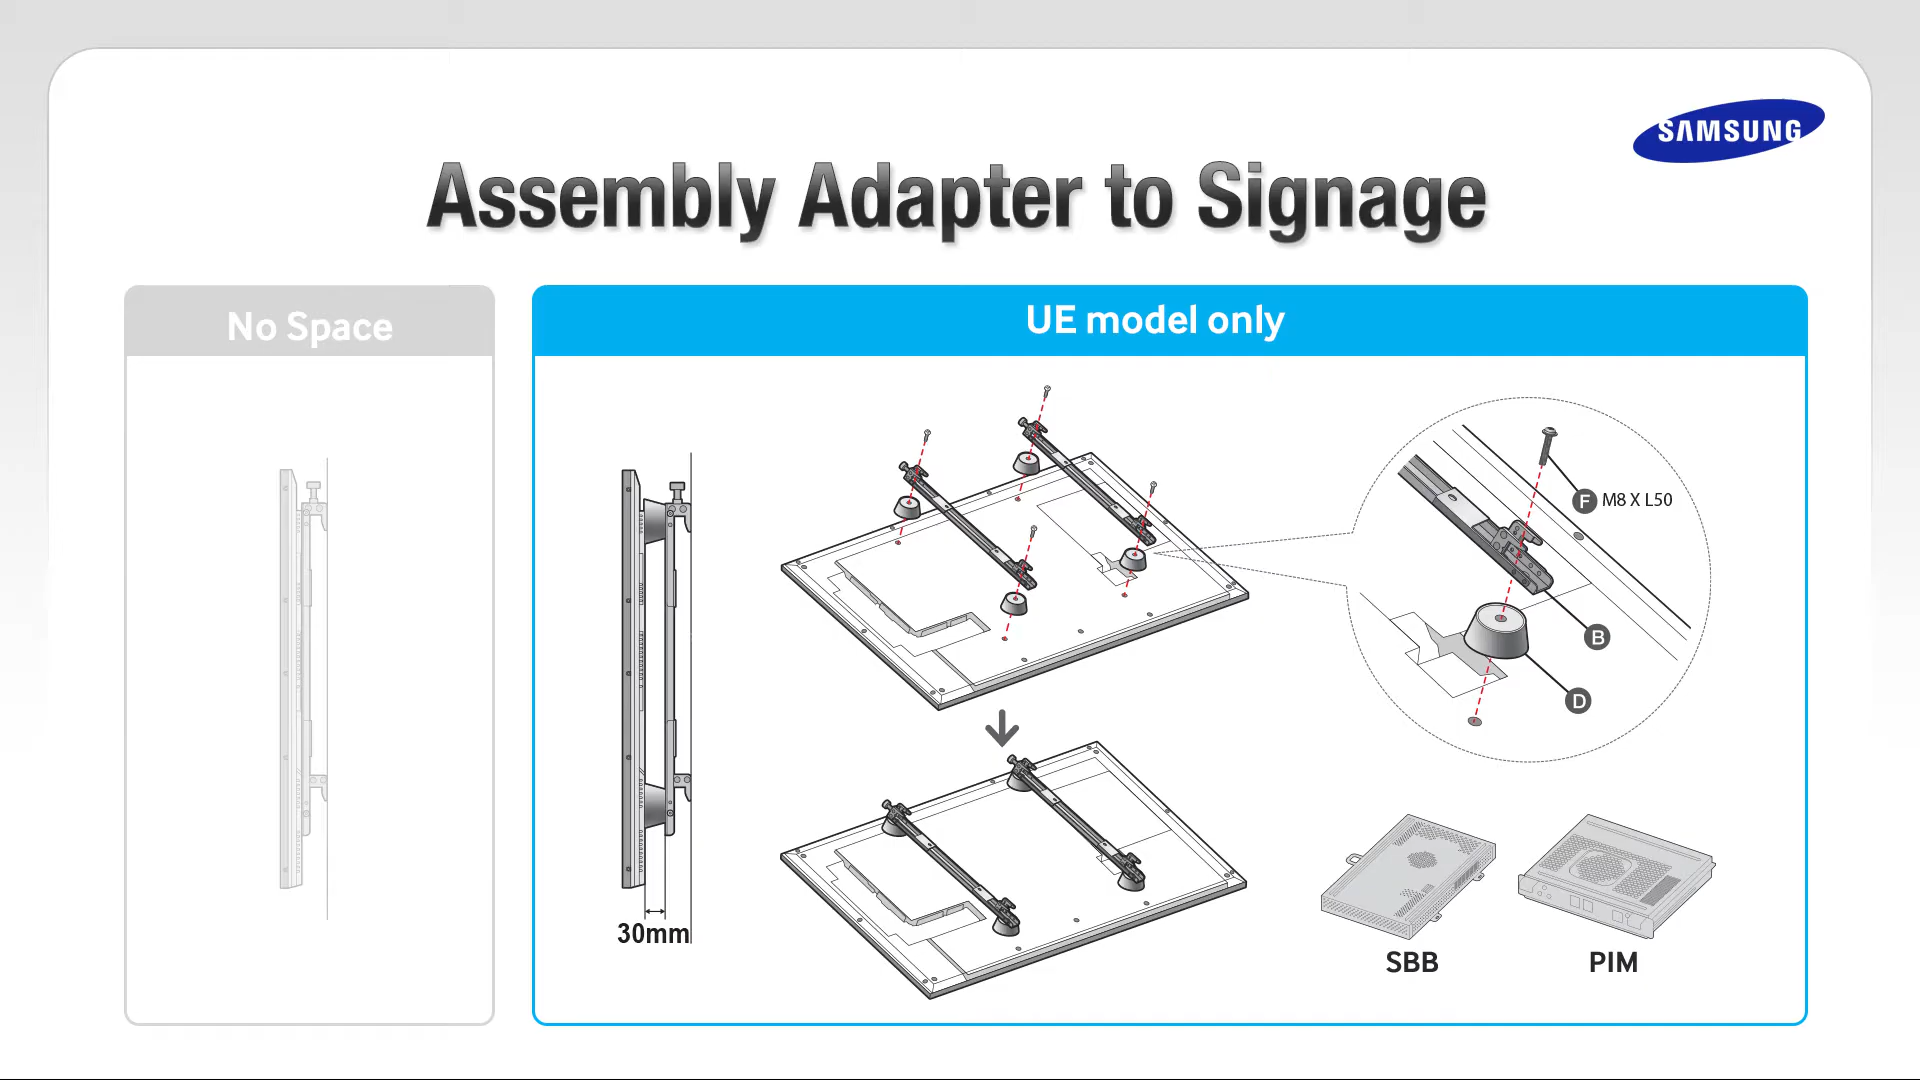 SAMSUNG
Assembly Adapter to Signage
No Space
UE model only
F M8 X L50
B
D
30mm
SBB
PIM